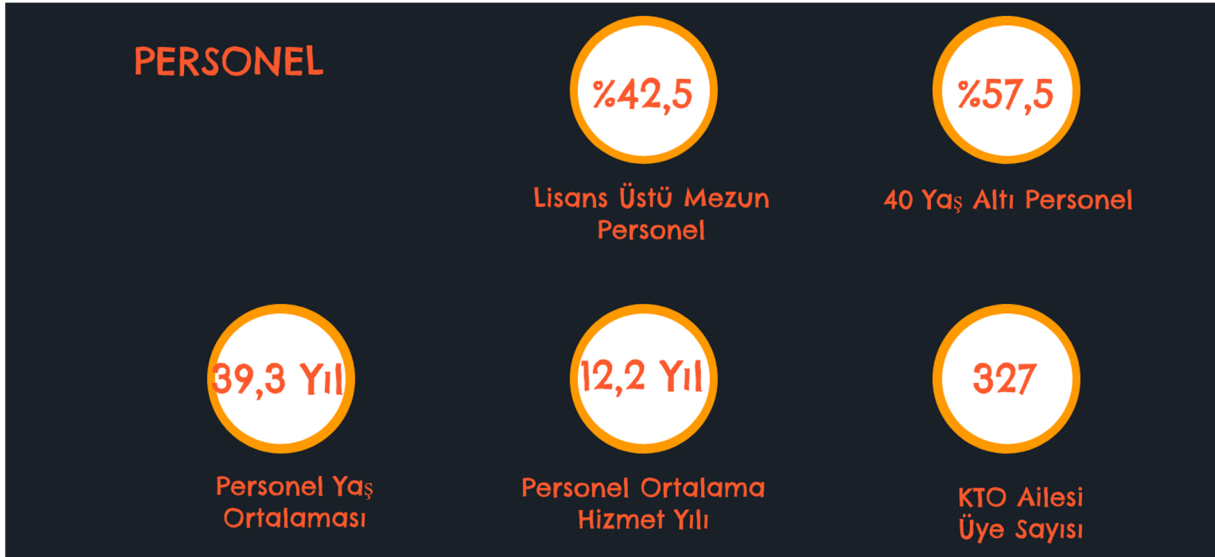 PERSONEL
%42,5
Lisans Üstü Mezun
Personel
%57,5
40 Yaş Altı Personel
39,3 Yıl
Personel Yaş
Ortalaması
12,2 Yıl
Personel Ortalama
Hizmet Yılı
327
KTO Ailesi
Üye Sayısı